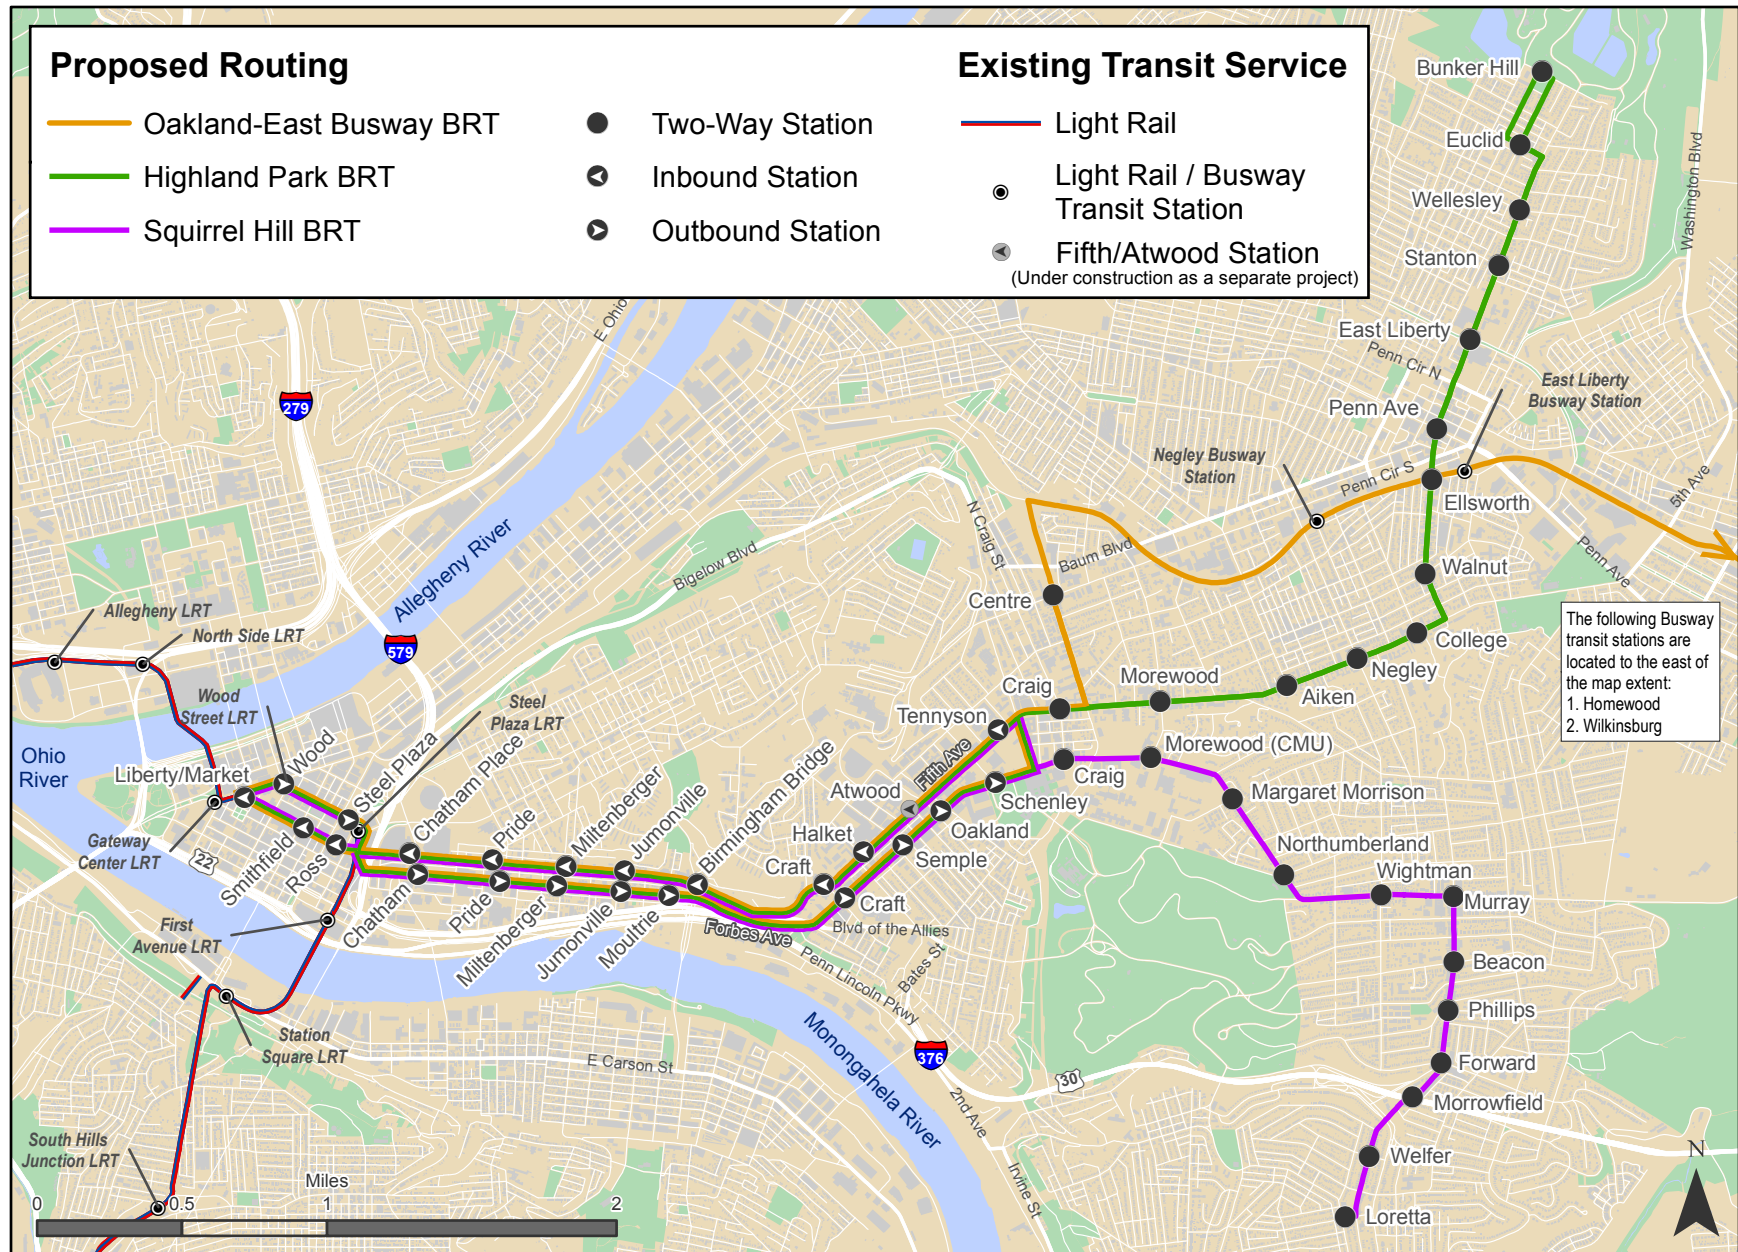 Proposed Routing
Oakland-East Busway BRT
Highland Park BRT
Squirrel Hill BRT
Two-Way Station
Inbound Station
Outbound Station
Existing Transit Service
Light Rail
Light Rail / Busway
Transit Station
Fifth/Atwood Station
(Under construction as a separate project)
Bunker Hill
Euclid
Wellesley
Stanton
East Liberty
Penn Cir N
Penn Ave
East Liberty
Busway Station
Washington Blvd
Negley Busway
Station
Penn Cir S
Ellsworth
5th Ave
Penn Ave
Walnut
College
Negley
Aiken
Morewood
Craig
Centre
Baum Blvd
N Craig St
Bigelow Blvd
E Ohio
279
579
Allegheny River
Allegheny LRT
North Side LRT
Wood
Street LRT
Steel
Plaza LRT
Ohio
River
Liberty/Market
Wood
Steel Plaza
Chatham Place
Pride
Miltenberger
Jumonville
Birmingham Bridge
Gateway
Center LRT
22
Smithfield
Ross
Chatham
Pride
Miltenberger
Jumonville
Moultrie
Forbes Ave
Fifth Ave
Tennyson
Atwood
Halket
Craft
Craft
Semple
Oakland
Schenley
Craig
Morewood (CMU)
Margaret Morrison
Northumberland
Wightman
Murray
Beacon
Phillips
Forward
Morrowfield
Welfer
Loretta
The following Busway
transit stations are
located to the east of
the map extent:
1. Homewood
2. Wilkinsburg
Blvd of the Allies
Bates St
Penn Lincoln Pkwy
376
30
2nd Ave
Irvine St
Monongahela River
E Carson St
First
Avenue LRT
Station
Square LRT
South Hills
Junction LRT
Miles
0
0.5
1
2
N